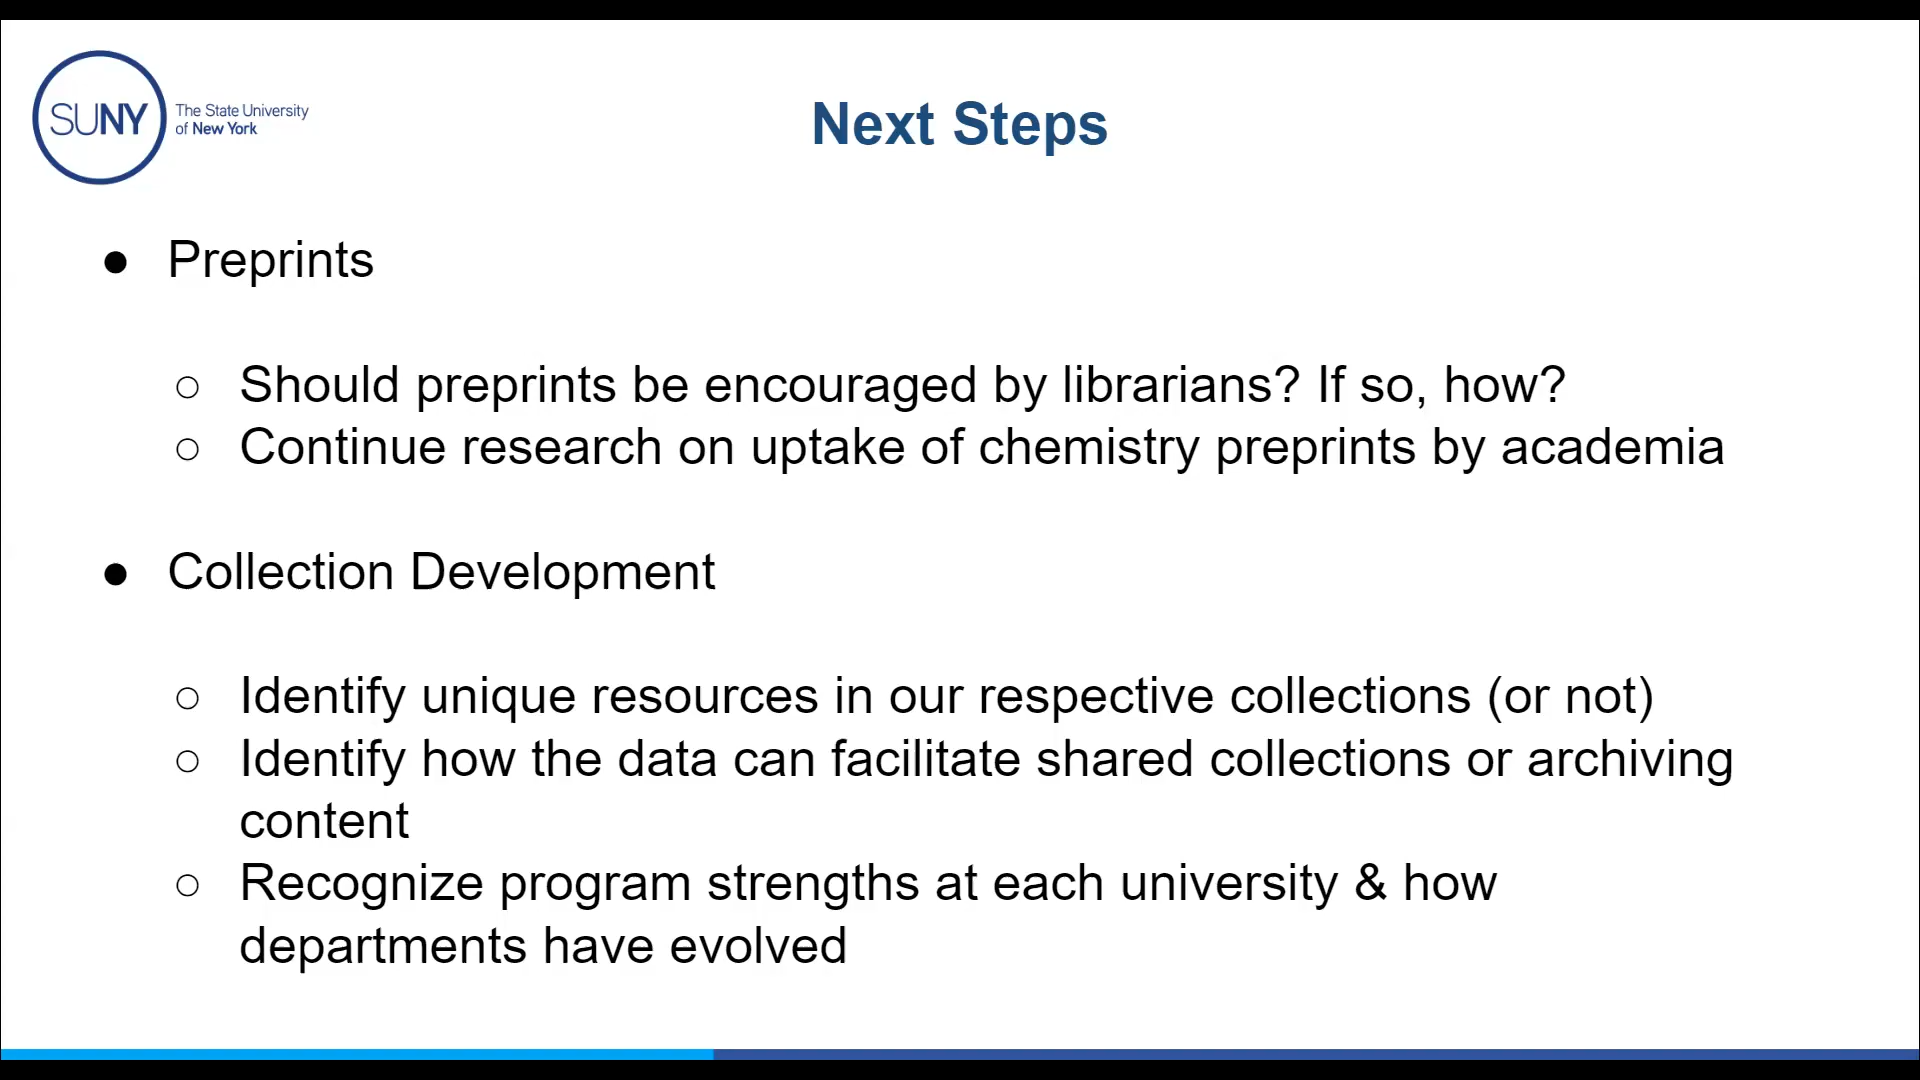 SUNY
The State University
of New York
Next Steps
● Preprints
○ Should preprints be encouraged by librarians? If so, how?
○ Continue research on uptake of chemistry preprints by academia
● Collection Development
○ Identify unique resources in our respective collections (or not)
○ Identify how the data can facilitate shared collections or archiving
content
○ Recognize program strengths at each university & how
departments have evolved